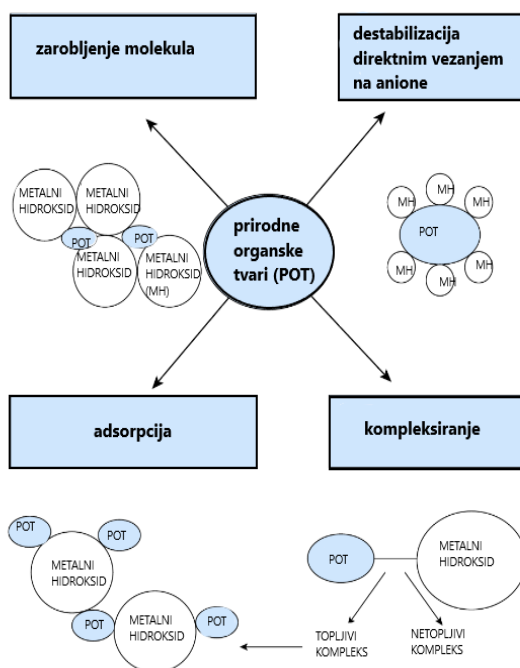 zarobljenje molekula
destabilizacija
direktnim vezanjem
na anione
METALNI
HIDROKSID
METALNI
HIDROKSID
POT
POT
METALNI
HIDROKSID
METALNI
HIDROKSID
(MH)
prirodne
organske
tvari (POT)
MH
MH
MH
POT
MH
MH
MH
adsorpcija
kompleksiranje
POT
POT
METALNI
HIDROKSID
POT
METALNI
HIDROKSID
POT
POT
METALNI
HIDROKSID
TOPLJIVI
KOMPLEKS
NETOPLJIVI
KOMPLEKS